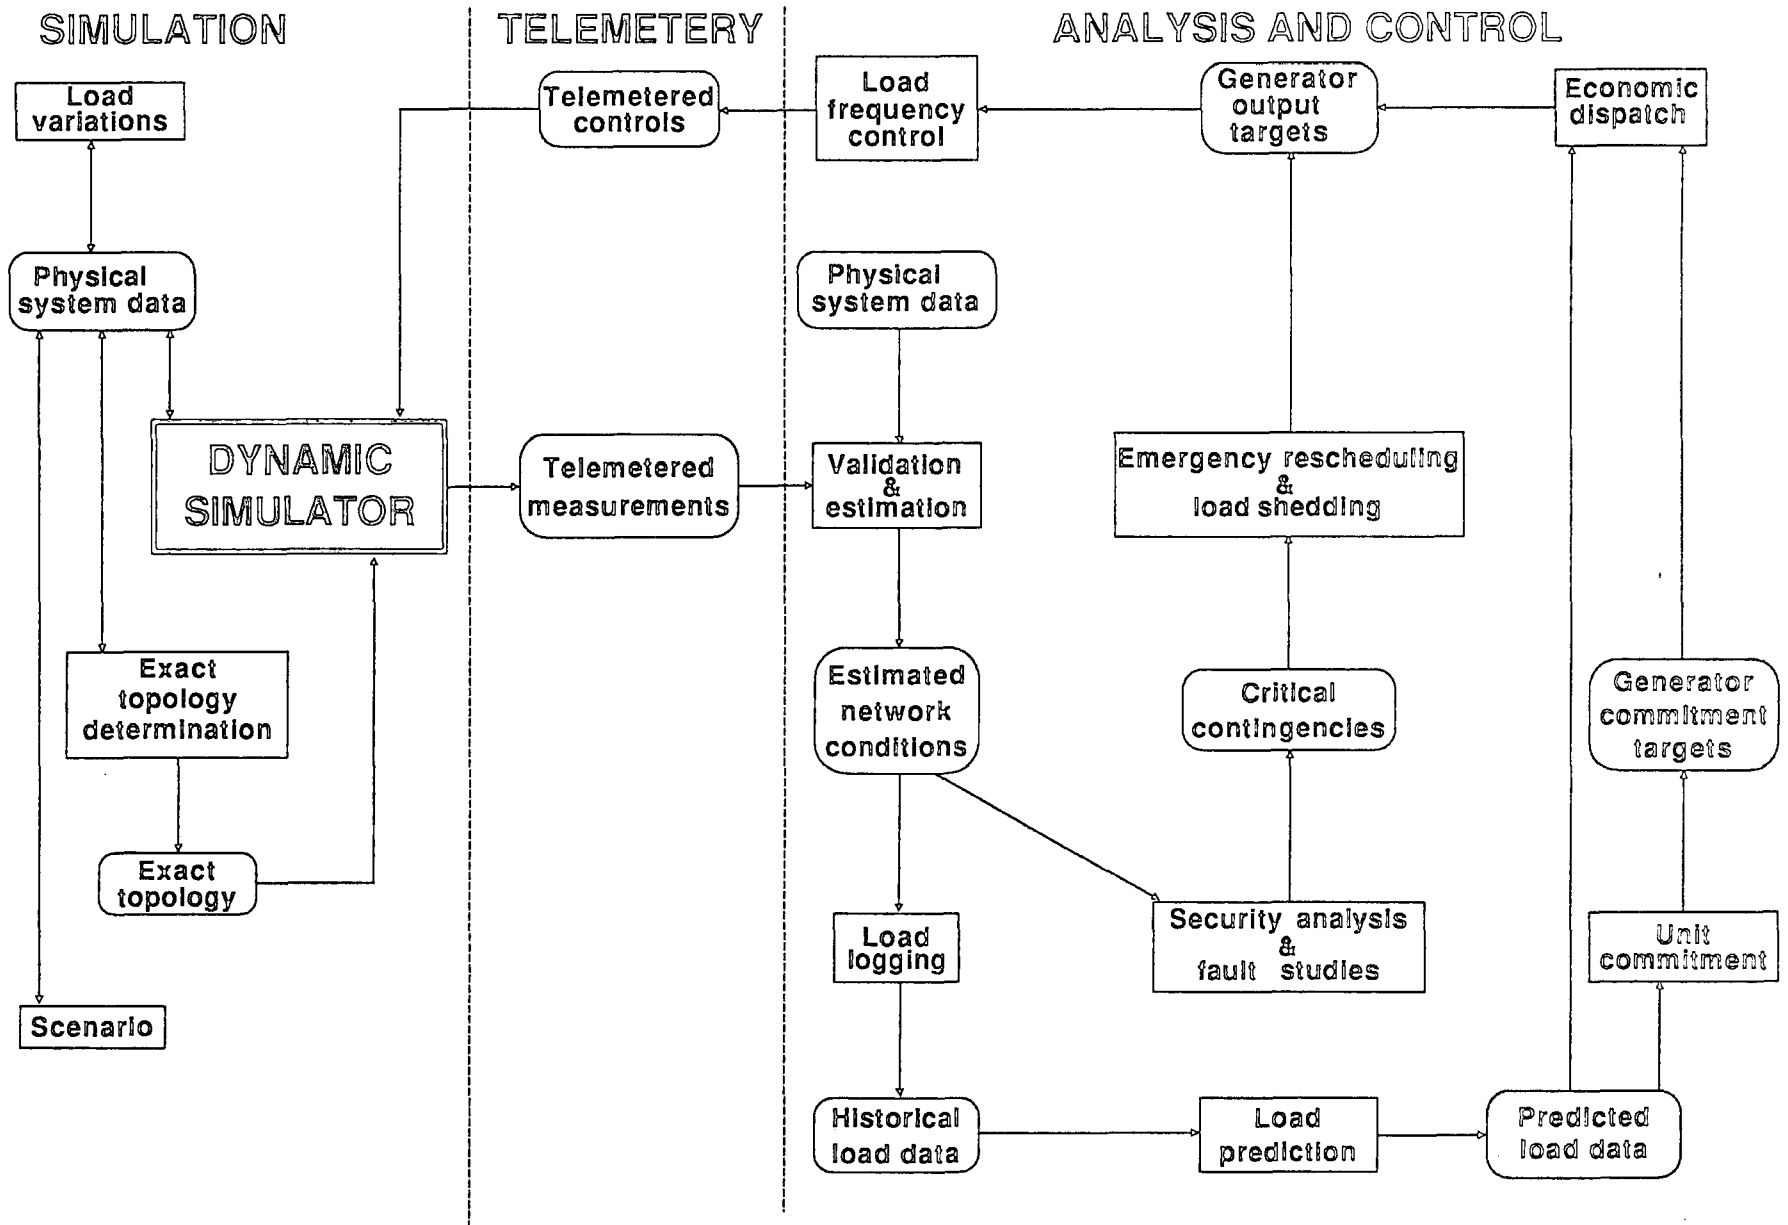 SIMULATION
TELEMETERY
ANALYSIS AND CONTROL
Load
variations
Telemetered
controls
Load
frequency
control
Generator
output
targets
Economic
dispatch
Physical
system data
Physical
system data
DYNAMIC
SIMULATOR
Telemetered
measurements
Validation
&
estimation
Emergency rescheduling
&
load shedding
Exact
topology
determination
Estimated
network
conditions
Critical
contingencies
Generator
commitment
targets
Exact
topology
Load
logging
Security analysis
&
fault studies
Unit
commitment
Scenario
Historical
load data
Load
prediction
Predicted
load data